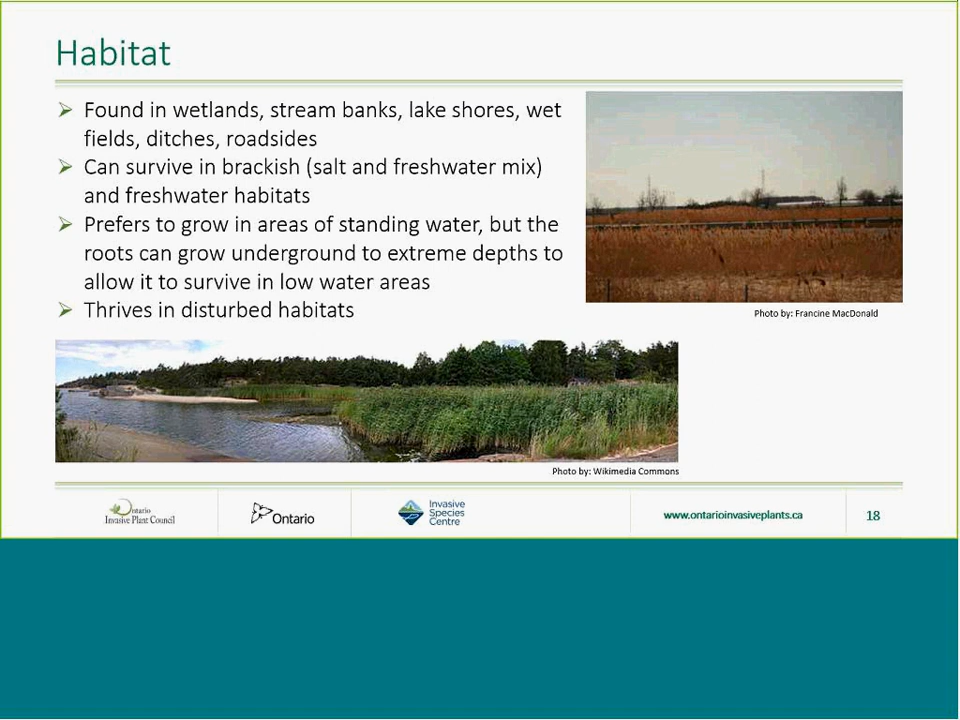 Habitat
Found in wetlands, stream banks, lake shores, wet
fields, ditches, roadsides
Can survive in brackish (salt and freshwater mix)
and freshwater habitats
Prefers to grow in areas of standing water, but the
roots can grow underground to extreme depths to
allow it to survive in low water areas
Thrives in disturbed habitats
Photo by: Francine MacDonald
Photo by: Wikimedia Commons
Ontario
Invasive Plant Council
Ontario
Invasive
Species
Centre
www.ontarioinvasiveplants.ca
18